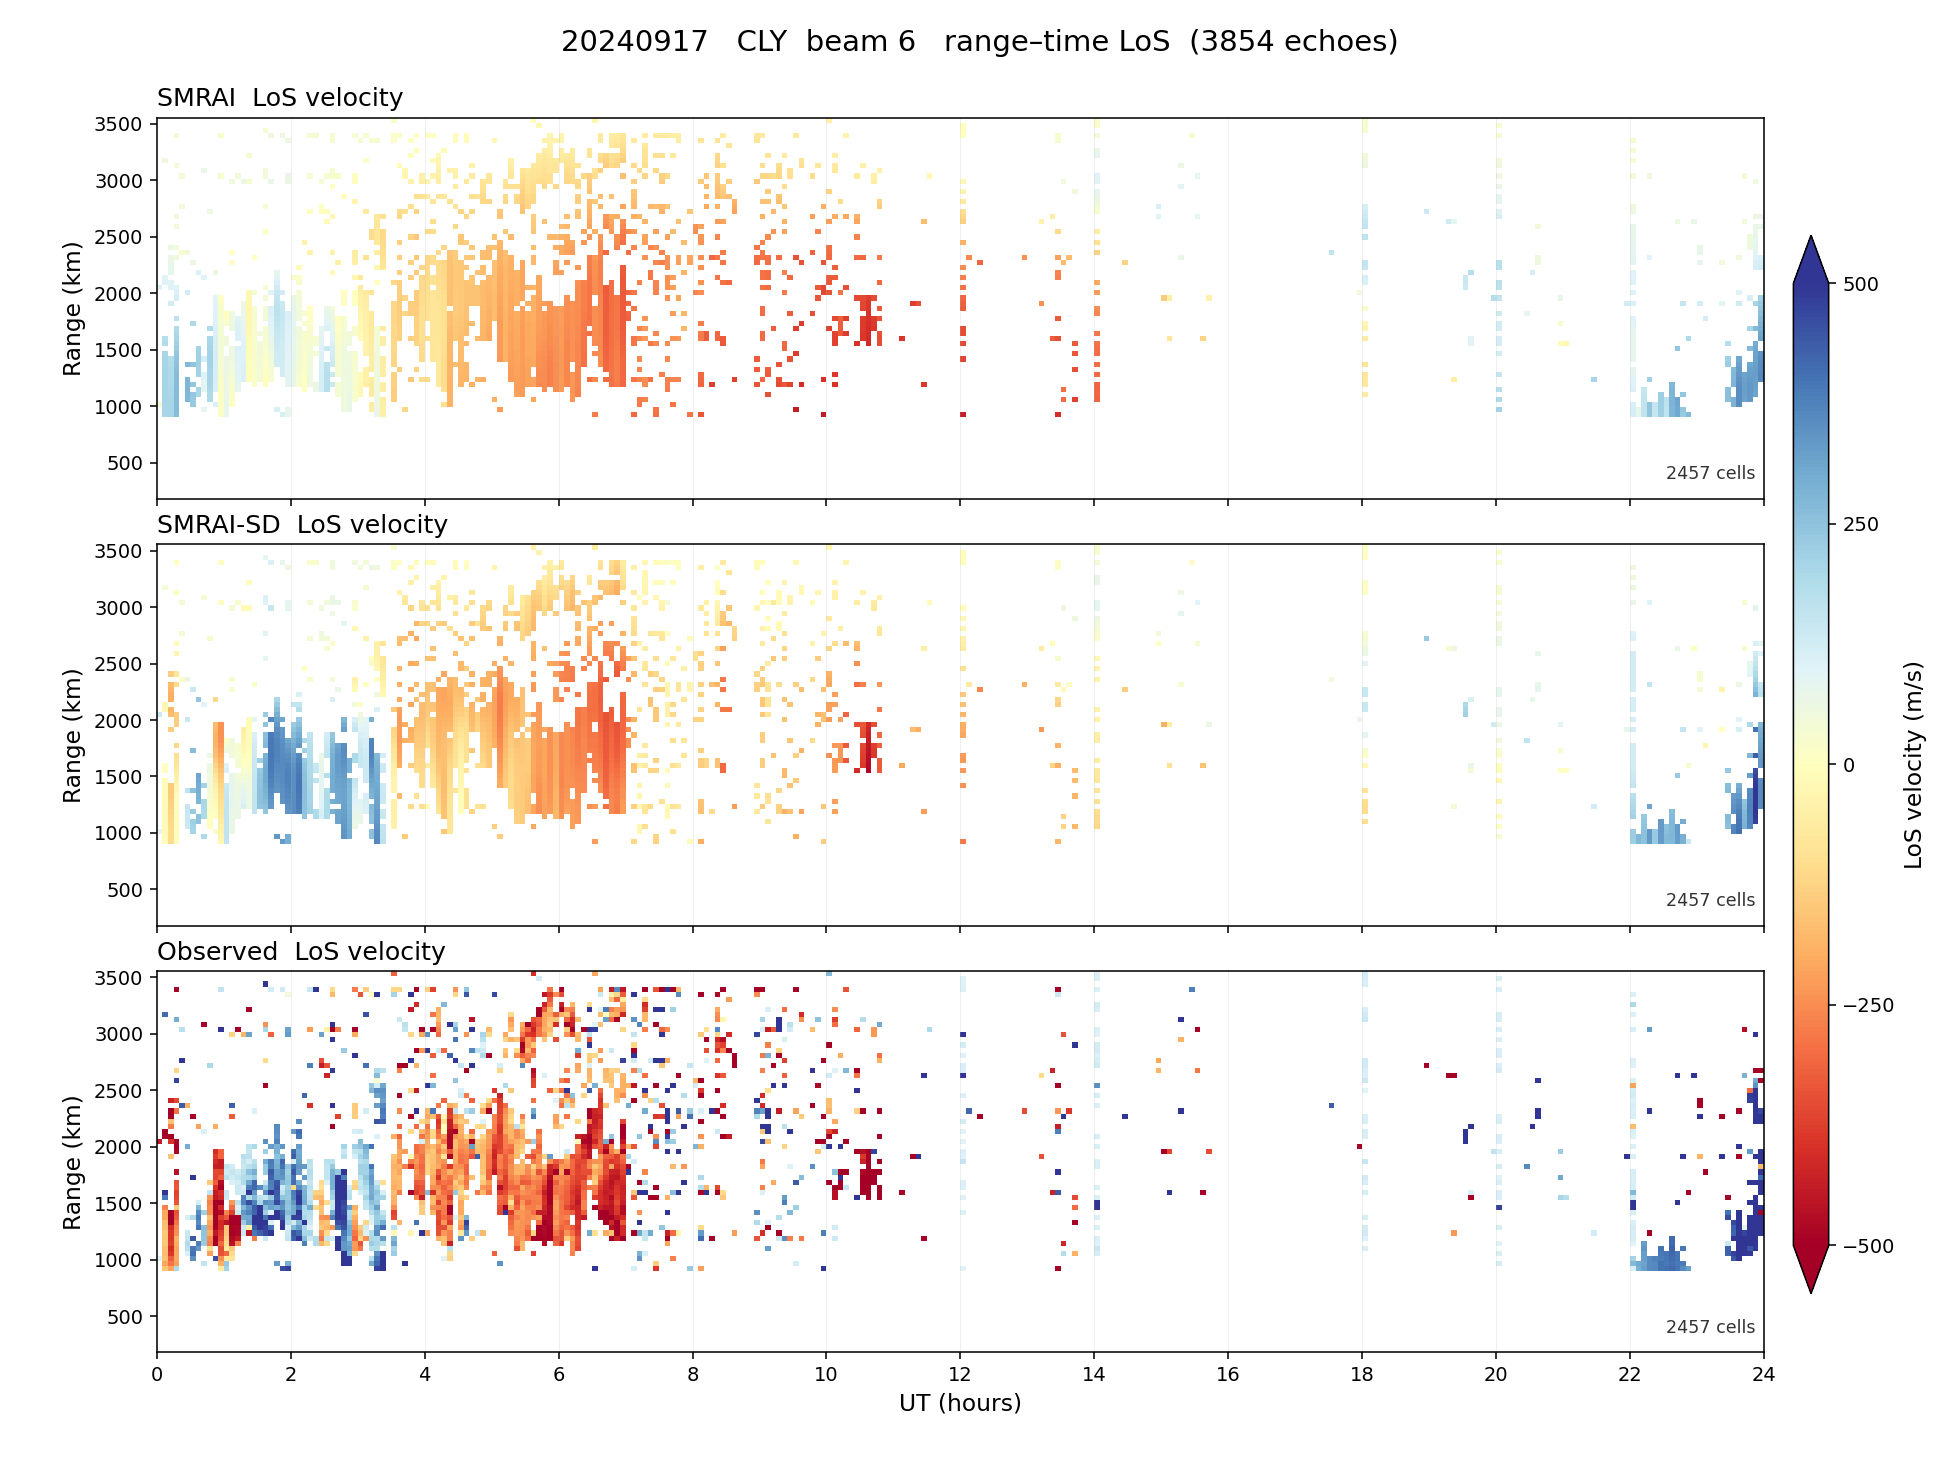 20240917   CLY  beam 6   range–time LoS  (3854 echoes)
SMRAI  LoS velocity
3500
3000
2500
2000
1500
1000
500
Range (km)
2457 cells
SMRAI-SD  LoS velocity
3500
3000
2500
2000
1500
1000
500
Range (km)
2457 cells
Observed  LoS velocity
3500
3000
2500
2000
1500
1000
500
Range (km)
2457 cells
0 2 4 6 8 10 12 14 16 18 20 22 24
UT (hours)
500
250
0
−250
−500
LoS velocity (m/s)